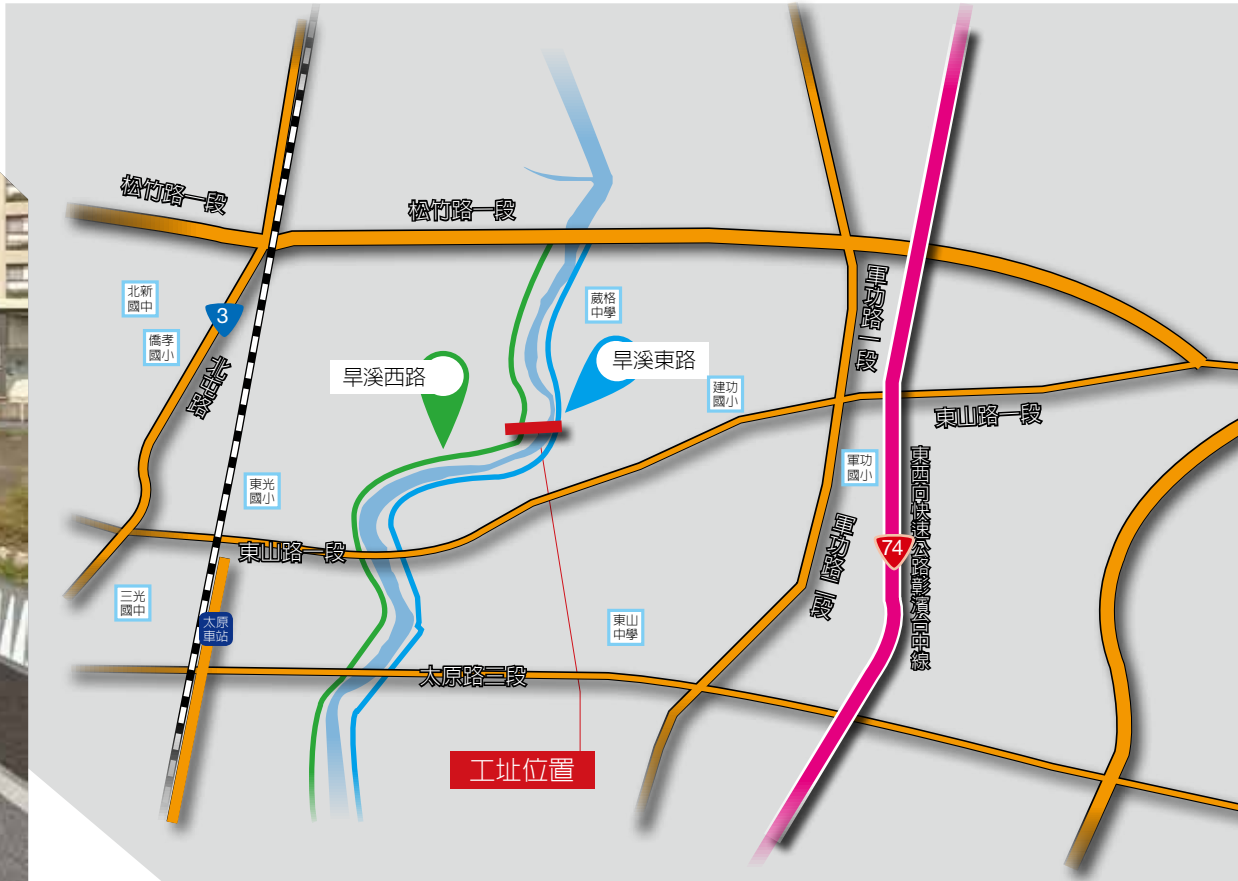 松竹路一段
松竹路一段
北新
國中
3
僑孝
國小
北屯路
葳格
中學
軍功路一段
旱溪西路
旱溪東路
建功
國小
東山路一段
東光
國小
軍功
國小
東西向快速公路彰濱台中線
74
東山路一段
軍功路二段
三光
國中
太原
車站
東山
中學
太原路三段
工址位置